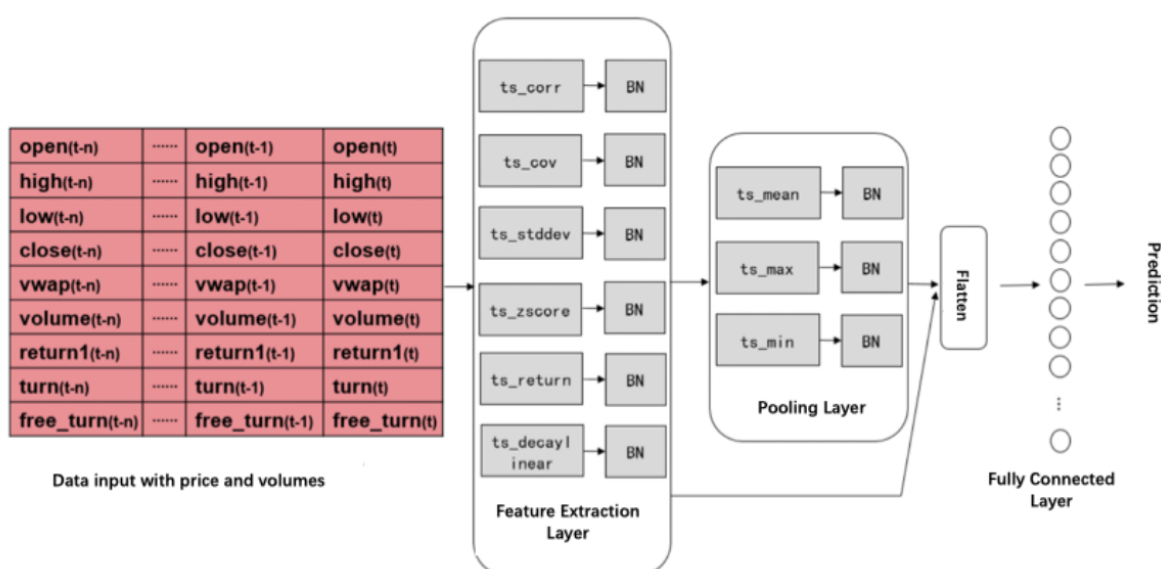 open(t-n) ...... open(t-1) open(t)
high(t-n) ...... high(t-1) high(t)
low(t-n) ...... low(t-1) low(t)
close(t-n) ...... close(t-1) close(t)
vwap(t-n) ...... vwap(t-1) vwap(t)
volume(t-n) ...... volume(t-1) volume(t)
return1(t-n) ...... return1(t-1) return1(t)
turn(t-n) ...... turn(t-1) turn(t)
free_turn(t-n) ...... free_turn(t-1) free_turn(t)
Data input with price and volumes
ts_corr BN
ts_cov BN
ts_stddev BN
ts_zscore BN
ts_return BN
ts_decayl
inear
BN
Feature Extraction
Layer
ts_mean BN
ts_max BN
ts_min BN
Pooling Layer
Flatten
...
Fully Connected
Layer
Prediction